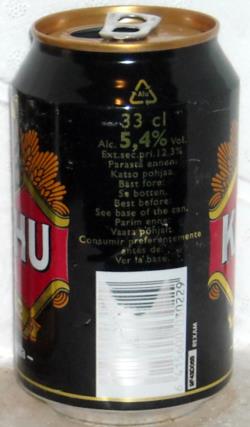 Alu
33 cl
Alc. 5,4% Vol.
Ext.sec.pri.12.3%
Parasta ennen:
Katso pohjaa.
Bäst före:
Se botten.
Best before:
See base of the can.
Parim enne:
Vaata põhjalt.
Consumir preferentemente
antes de:
Ver la base.
HU
K
REXAM